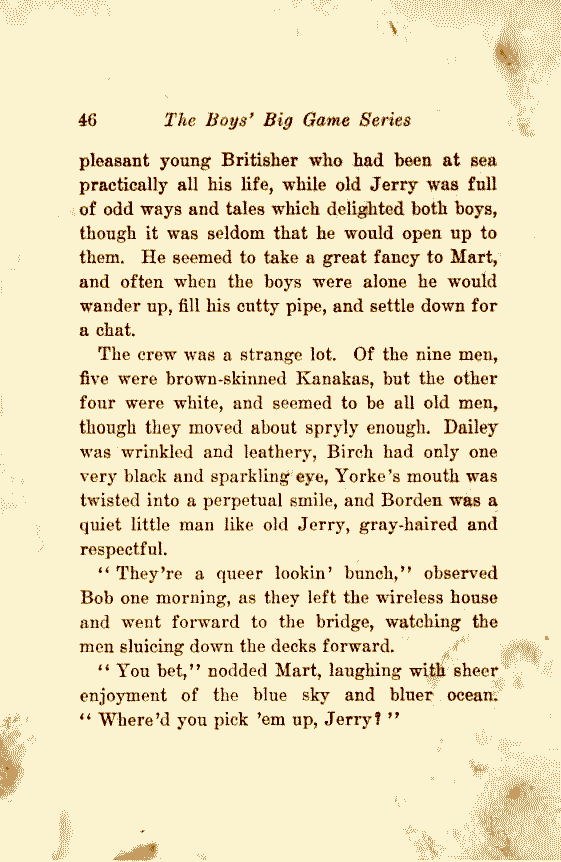 46 The Boys' Big Game Series
pleasant young Britisher who had been at sea
practically all his life, while old Jerry was full
of odd ways and tales which delighted both boys,
though it was seldom that he would open up to
them. He seemed to take a great fancy to Mart,
and often when the boys were alone he would
wander up, fill his cutty pipe, and settle down for
a chat.
The crew was a strange lot. Of the nine men,
five were brown-skinned Kanakas, but the other
four were white, and seemed to be all old men,
though they moved about spryly enough. Dailey
was wrinkled and leathery, Birch had only one
very black and sparkling eye, Yorke's mouth was
twisted into a perpetual smile, and Borden was a
quiet little man like old Jerry, gray-haired and
respectful.
" They're a queer lookin' bunch," observed
Bob one morning, as they left the wireless house
and went forward to the bridge, watching the
men sluicing down the decks forward.
" You bet," nodded Mart, laughing with sheer
enjoyment of the blue sky and bluer ocean.
" Where'd you pick 'em up, Jerry? "